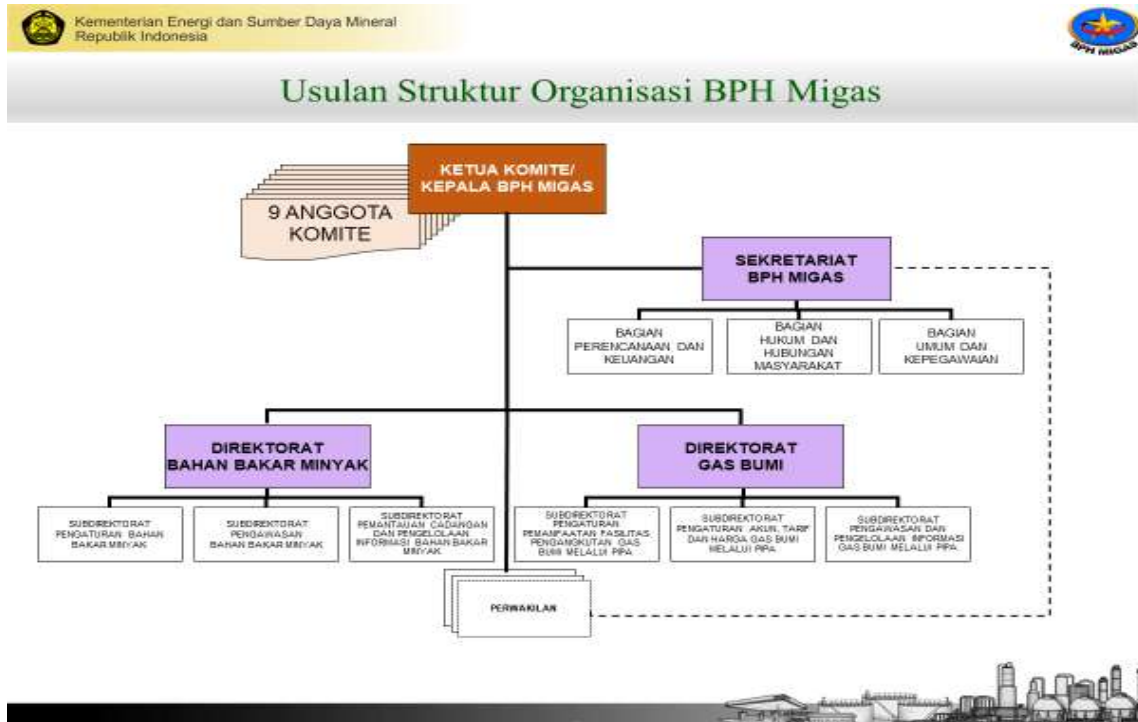 Kementerian Energi dan Sumber Daya Mineral
Republik Indonesia
BPH MIGAS
Usulan Struktur Organisasi BPH Migas
KETUA KOMITE/
KEPALA BPH MIGAS
9 ANGGOTA
KOMITE
SEKRETARIAT
BPH MIGAS
BAGIAN
PERENCANAAN DAN
KEUANGAN
BAGIAN
HUKUM DAN
HUBUNGAN
MASYARAKAT
BAGIAN
UMUM DAN
KEPEGAWAIAN
DIREKTORAT
BAHAN BAKAR MINYAK
DIREKTORAT
GAS BUMI
SUBDIREKTORAT
PENGATURAN BAHAN
BAKAR MINYAK
SUBDIREKTORAT
PENGAWASAN
BAHAN BAKAR MINYAK
SUBDIREKTORAT
PEMANTAUAN CADANGAN
DAN PENGELOLAAN
INFORMASI BAHAN BAKAR
MINYAK
SUBDIREKTORAT
PENGATURAN
PEMANFAATAN FASILITAS
PENGANGKUTAN GAS
BUMI MELALUI PIPA
SUBDIREKTORAT
PENGATURAN AKUN, TARIF
DAN HARGA GAS BUMI
MELALUI PIPA
SUBDIREKTORAT
PENGAWASAN DAN
PENGELOLAAN INFORMASI
GAS BUMI MELALUI PIPA
PERWAKILAN